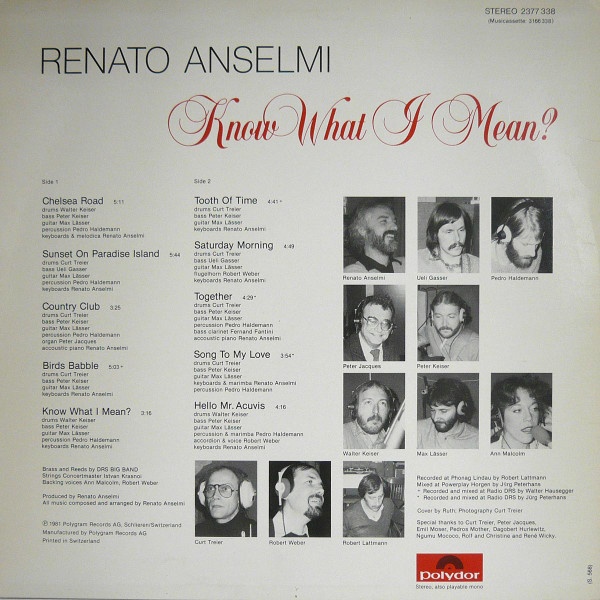 STEREO 2377 338
(Musicassette 3166 338)
RENATO ANSELMI
Know What I Mean?
Side 1
Chelsea Road 5:11
drums Walter Keiser
bass Peter Keiser
guitar Max Lässer
percussion Pedro Haldemann
keyboards & melodica Renato Anselmi
Sunset On Paradise Island 5:44
drums Curt Treier
bass Ueli Gasser
guitar Max Lässer
percussion Pedro Haldemann
keyboards Renato Anselmi
Country Club 3:25
drums Curt Treier
bass Peter Keiser
guitar Max Lässer
percussion Pedro Haldemann
organ Peter Jacques
accoustic piano Renato Anselmi
Birds Babble 5:03+
drums Curt Treier
bass Peter Keiser
guitar Max Lässer
keyboards Renato Anselmi
Know What I Mean? 3:16
drums Walter Keiser
bass Peter Keiser
guitar Max Lässer
percussion Pedro Haldemann
keyboards Renato Anselmi
Side 2
Tooth Of Time 4:41*
drums Curt Treier
bass Peter Keiser
guitar Max Lässer
keyboards Renato Anselmi
Saturday Morning 4:49
drums Curt Treier
bass Ueli Gasser
guitar Max Lässer
flugelhorn Robert Weber
keyboards Renato Anselmi
Together 4:29*
drums Curt Treier
bass Peter Keiser
guitar Max Lässer
percussion Pedro Haldemann
bass clarinet Fernand Fantini
accoustic piano Renato Anselmi
Song To My Love 3:54*
drums Curt Treier
bass Peter Keiser
guitar Max Lässer
keyboards & marimba Renato Anselmi
percussion Pedro Haldemann
Hello Mr. Acuvis 4:16
drums Walter Keiser
bass Peter Keiser
guitar Max Lässer
percussion & marimba Pedro Haldemann
accordion & voice Robert Weber
keyboards Renato Anselmi
Renato Anselmi
Ueli Gasser
Pedro Haldemann
Peter Jacques
Peter Keiser
Walter Keiser
Max Lässer
Ann Malcolm
Brass and Reeds by DRS BIG BAND
Strings Concertmaster Istvan Kisanoi
Backing voices Ann Malcolm, Robert Weber
Produced by Renato Anselmi
All music composed and arranged by Renato Anselmi
℗ 1981 Polygram Records AG, Schlieren/Switzerland
Manufactured by Polygram Records AG
Printed in Switzerland
Curt Treier
Robert Weber
Robert Lattmann
Recorded at Phonag Lindau by Robert Lattmann
Mixed at Powerplay Horgen by Jürg Peterhans
* Recorded and mixed at Radio DRS by Walter Hausegger
+ Recorded and mixed at Radio DRS by Jürg Peterhans
Cover by Ruth; Photography Curt Treier
Special thanks to Curt Treier, Peter Jacques,
Emil Moser, Pedros Mother, Dagobert Hurlewitz,
Ngumu Mococo, Rolf and Christine and René Wicky.
polydor
Stereo, also playable mono
(S. 568)